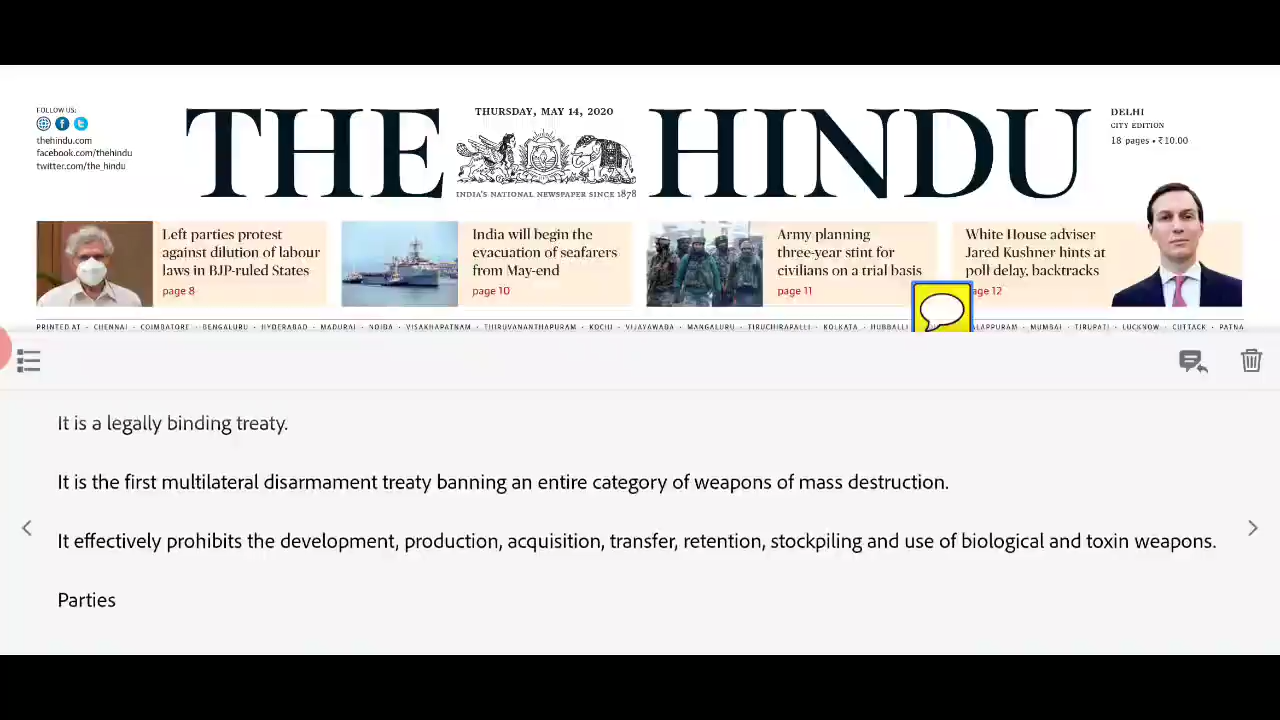 FOLLOW US:
thehindu.com
facebook.com/thehindu
twitter.com/the_hindu
THE HINDU
THURSDAY, MAY 14, 2020
INDIA'S NATIONAL NEWSPAPER SINCE 1878
DELHI
CITY EDITION
18 pages • ₹10.00
Left parties protest
against dilution of labour
laws in BJP-ruled States
page 8
India will begin the
evacuation of seafarers
from May-end
page 10
Army planning
three-year stint for
civilians on a trial basis
page 11
White House adviser
Jared Kushner hints at
poll delay, backtracks
page 12
PRINTED AT · CHENNAI · COIMBATORE · BENGALURU · HYDERABAD · MADURAI · NOIDA · VISAKHAPATNAM · THIRUVANANTHAPURAM · KOCHI · VIJAYAWADA · MANGALURU · TIRUCHIRAPALLI · KOLKATA · HUBBALLI · ALAPPURAM · MUMBAI · TIRUPATI · LUCKNOW · CUTTACK · PATNA
It is a legally binding treaty.
It is the first multilateral disarmament treaty banning an entire category of weapons of mass destruction.
It effectively prohibits the development, production, acquisition, transfer, retention, stockpiling and use of biological and toxin weapons.
Parties